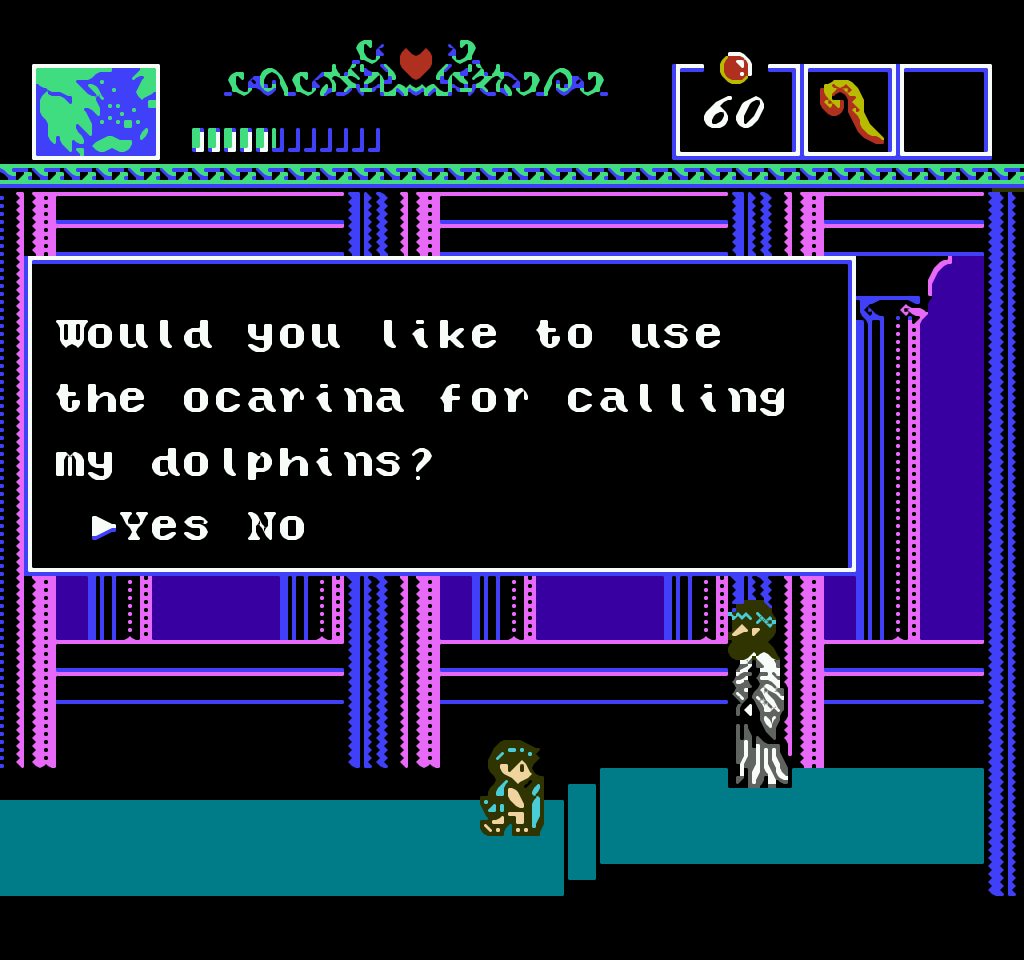 60
Would you like to use
the ocarina for calling
my dolphins?
►Yes No